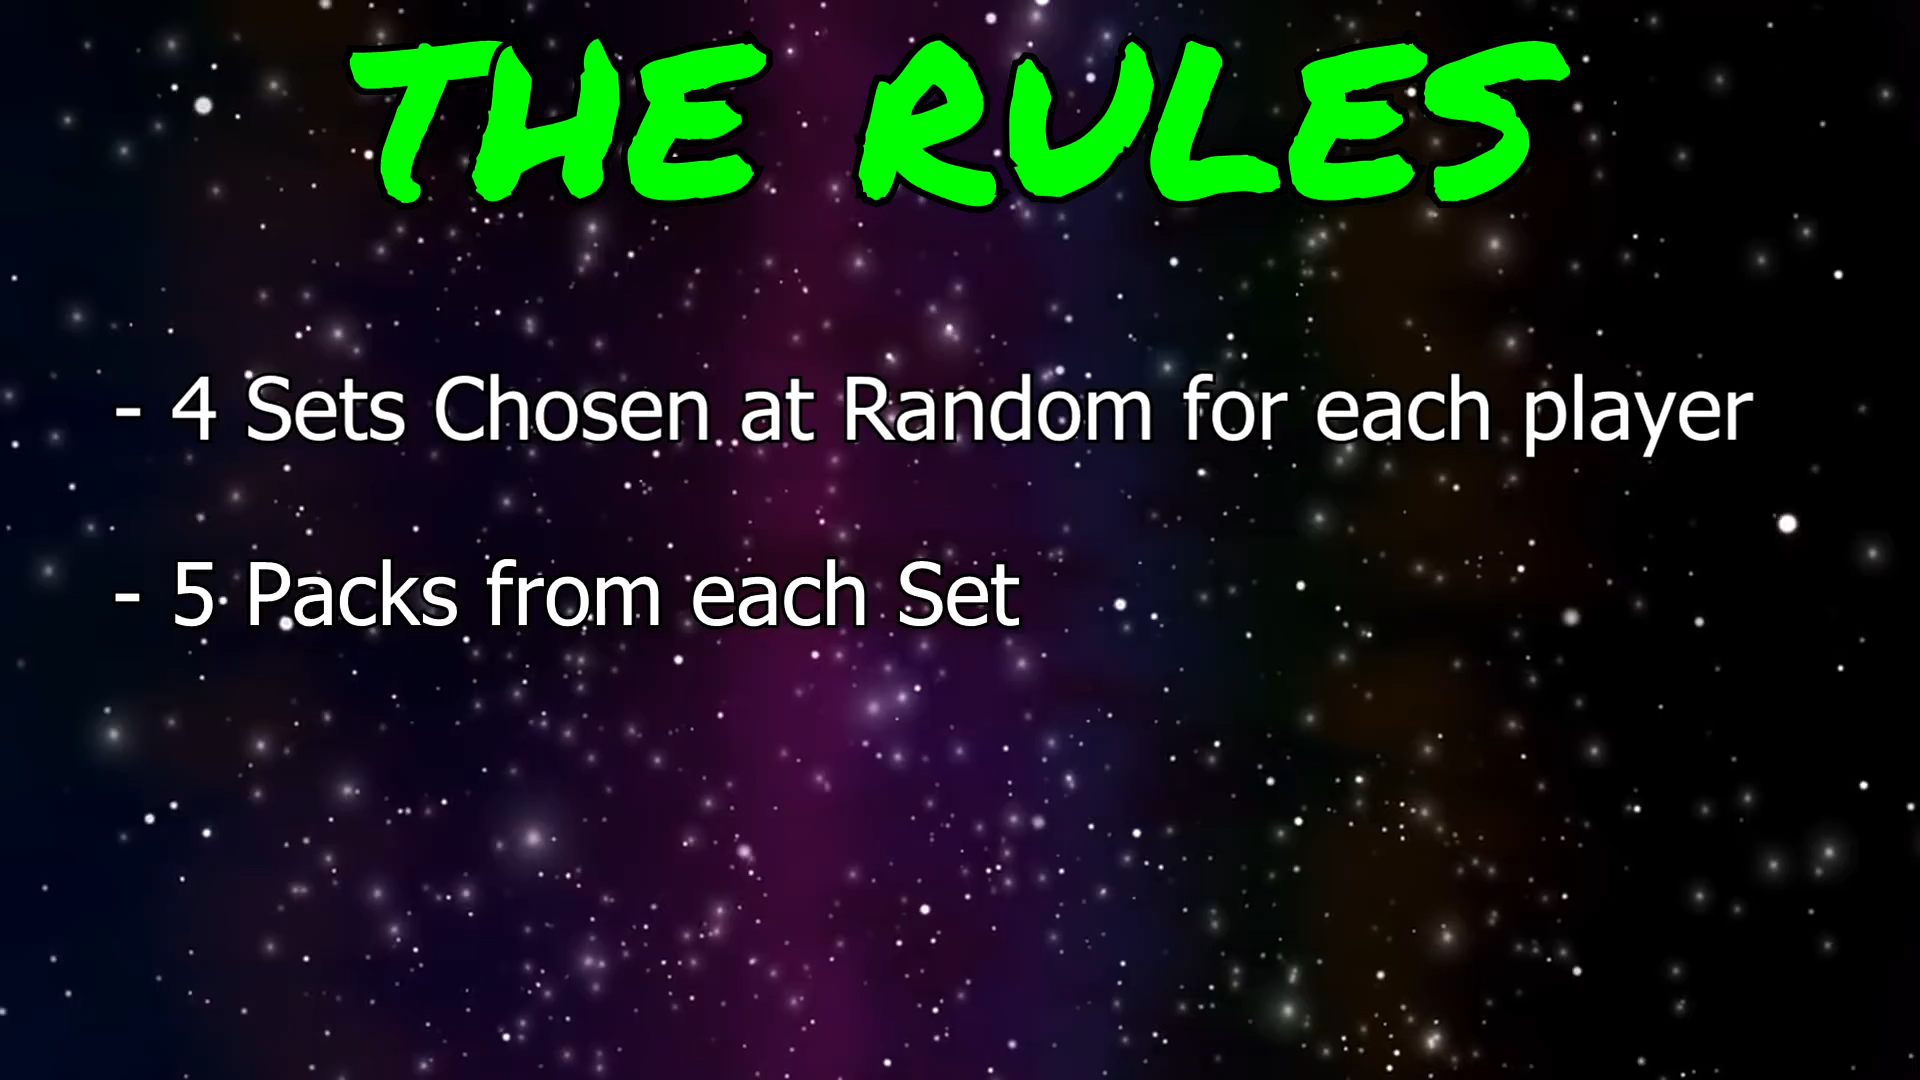 THE RULES
- 4 Sets Chosen at Random for each player
- 5 Packs from each Set